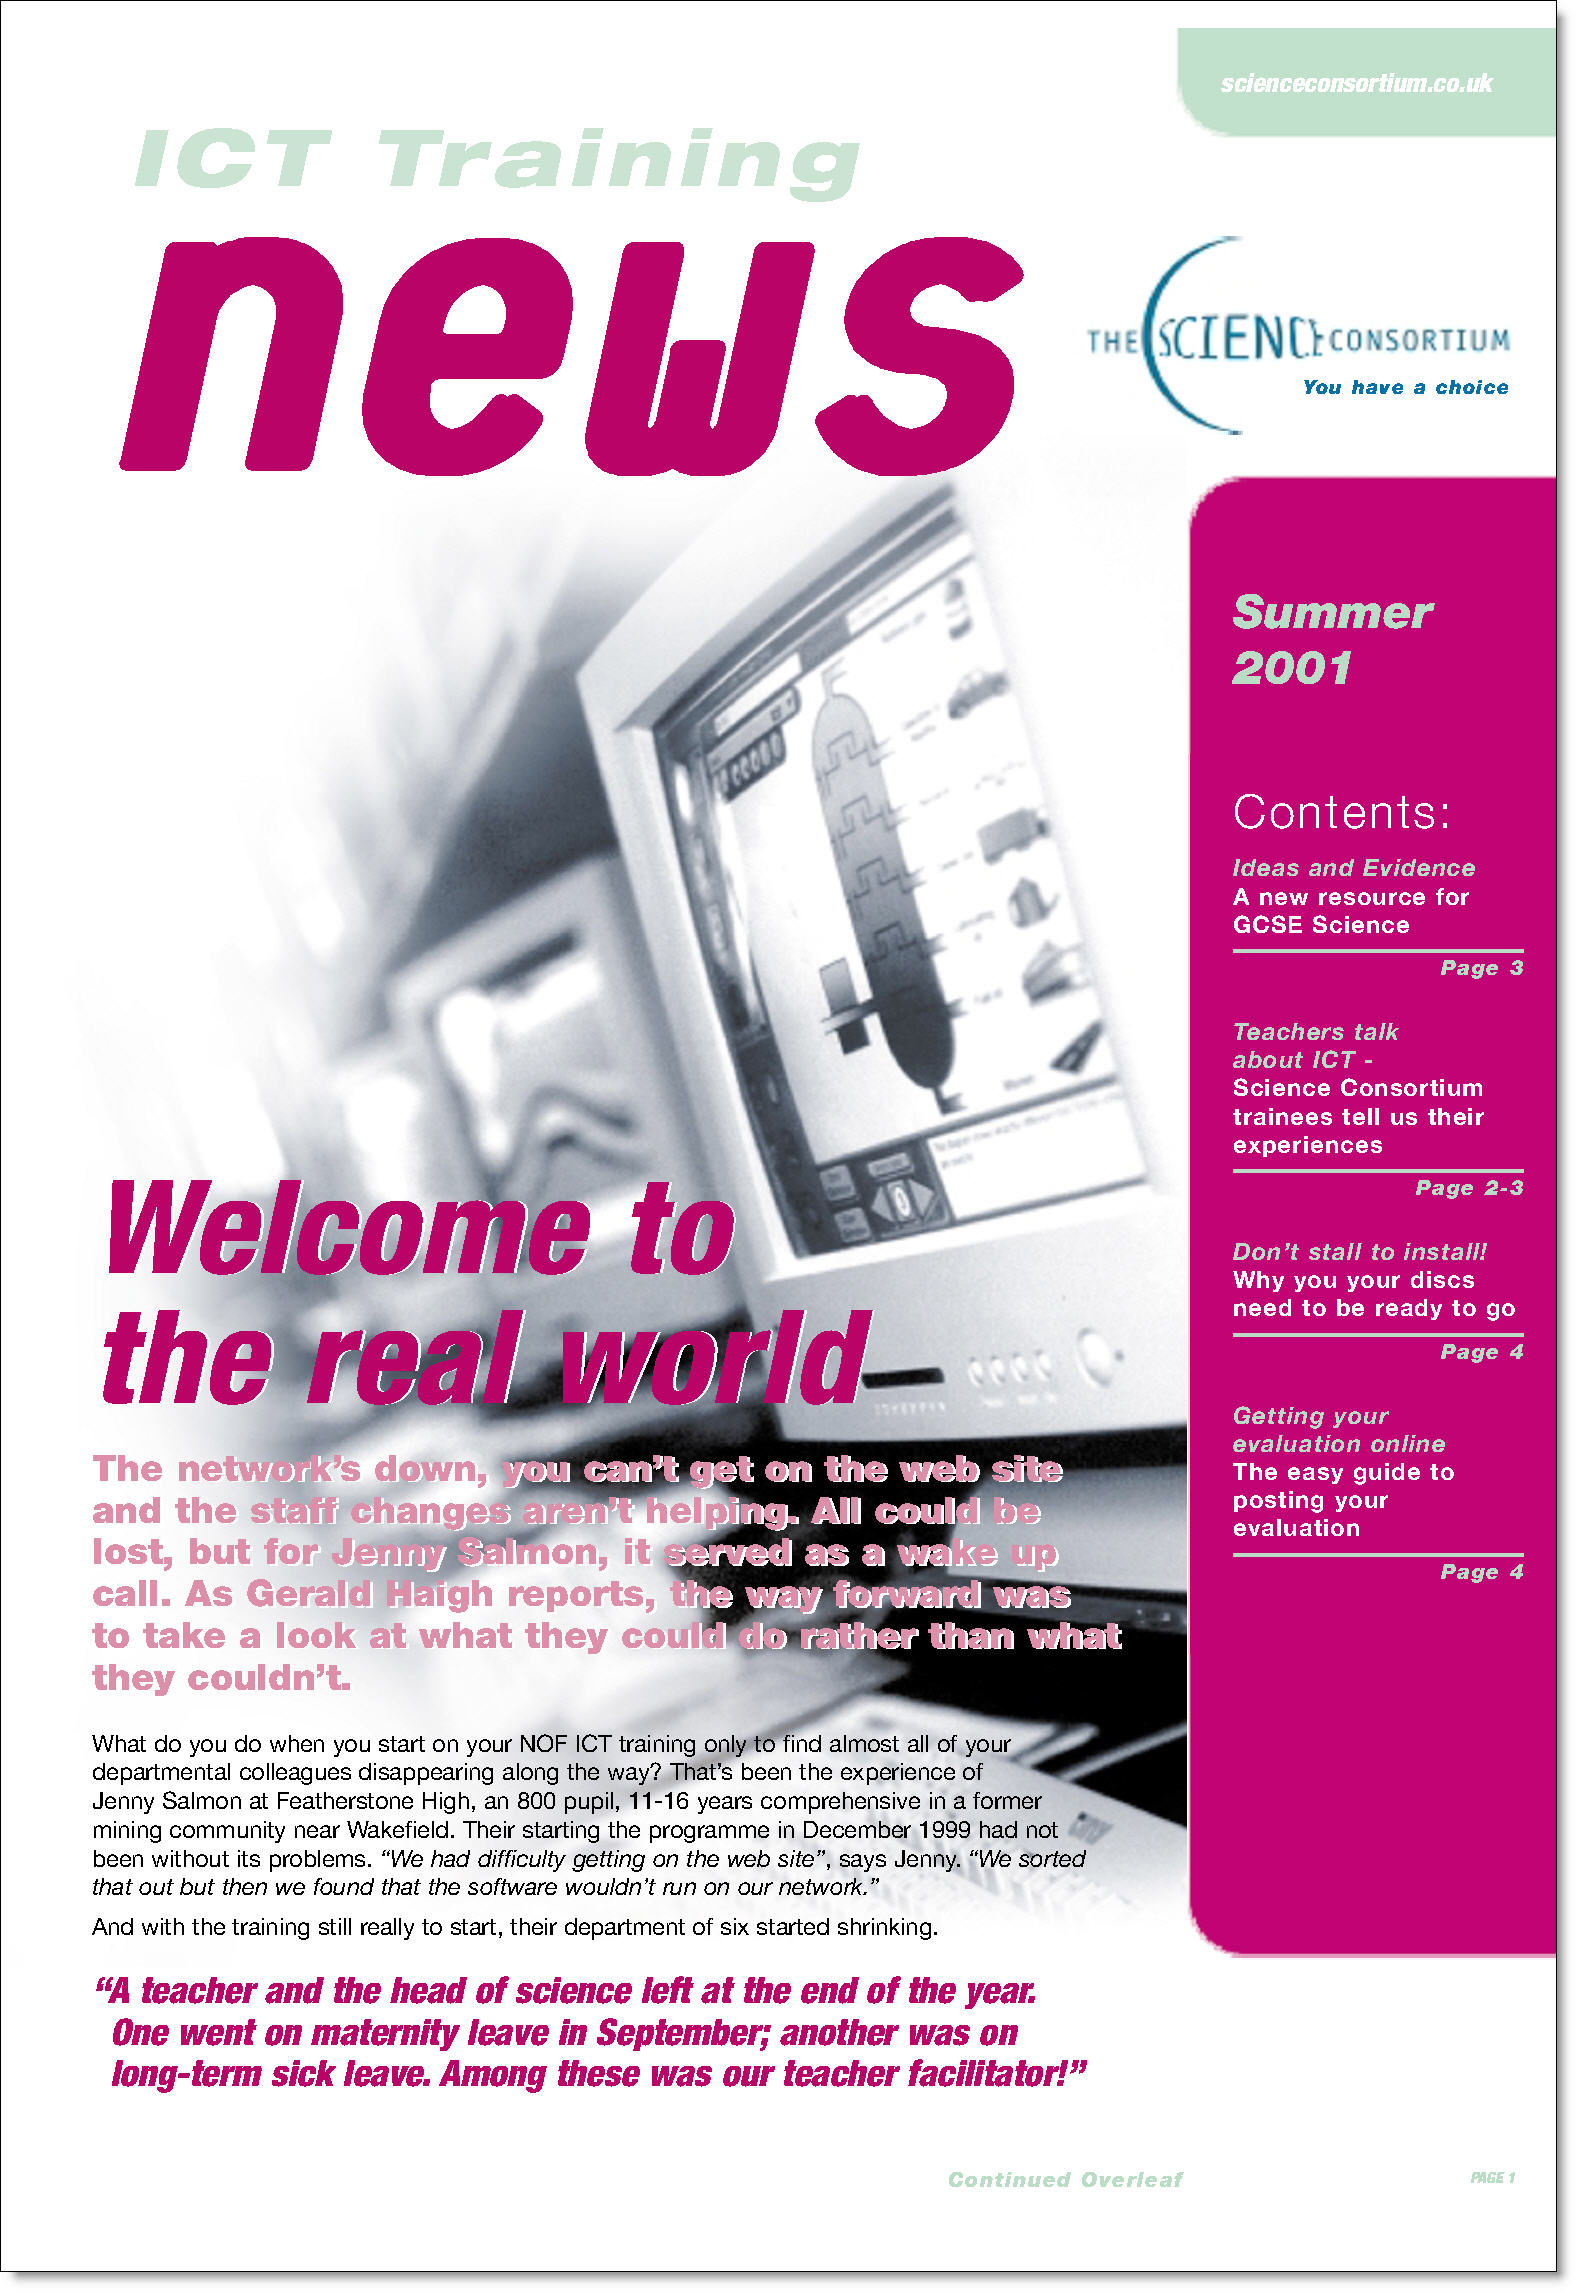 scienceconsortium.co.uk
ICT Training
news
THE SCIENCE CONSORTIUM
You have a choice
Summer
2001
Contents:
Ideas and Evidence
A new resource for
GCSE Science
Page 3
Teachers talk
about ICT -
Science Consortium
trainees tell us their
experiences
Page 2-3
Don’t stall to install!
Why you your discs
need to be ready to go
Page 4
Getting your
evaluation online
The easy guide to
posting your
evaluation
Page 4
Welcome to
the real world
The network’s down, you can’t get on the web site
and the staff changes aren’t helping. All could be
lost, but for Jenny Salmon, it served as a wake up
call. As Gerald Haigh reports, the way forward was
to take a look at what they could do rather than what
they couldn’t.
What do you do when you start on your NOF ICT training only to find almost all of your
departmental colleagues disappearing along the way? That’s been the experience of
Jenny Salmon at Featherstone High, an 800 pupil, 11-16 years comprehensive in a former
mining community near Wakefield. Their starting the programme in December 1999 had not
been without its problems. “We had difficulty getting on the web site”, says Jenny. “We sorted
that out but then we found that the software wouldn’t run on our network.”
And with the training still really to start, their department of six started shrinking.
“A teacher and the head of science left at the end of the year.
One went on maternity leave in September; another was on
long-term sick leave. Among these was our teacher facilitator!”
Continued Overleaf
PAGE 1